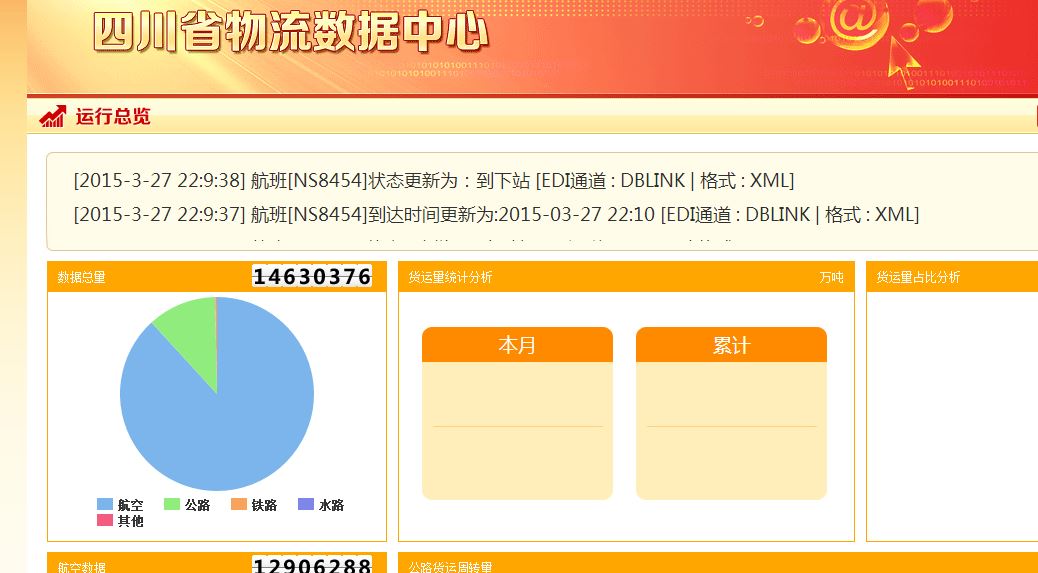 四川省物流数据中心
运行总览
[2015-3-27 22:9:38] 航班[NS8454]状态更新为：到下站 [EDI通道 : DBLINK | 格式 : XML]
[2015-3-27 22:9:37] 航班[NS8454]到达时间更新为:2015-03-27 22:10 [EDI通道 : DBLINK | 格式 : XML]
数据总量 14630376
货运量统计分析 万吨
货运量占比分析
本月 累计
航空 公路 铁路 水路
其他
航空数据 12906288
公路货运周转量